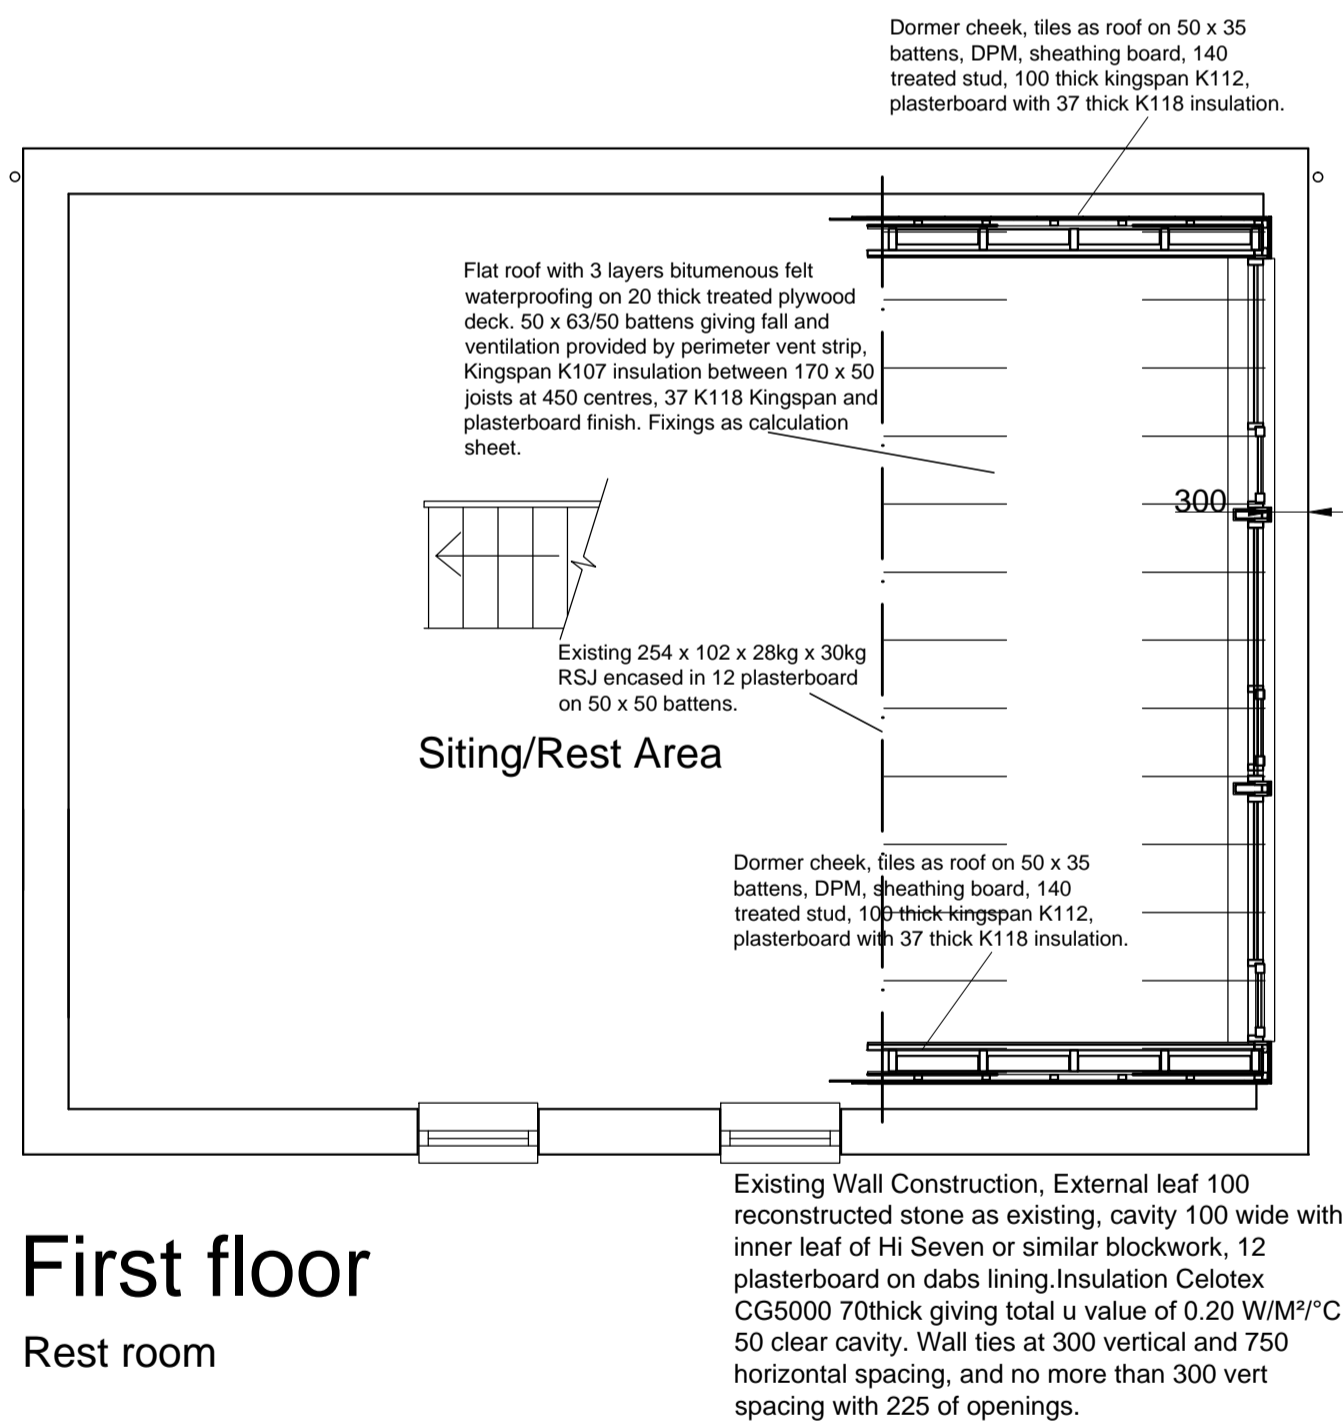 Dormer cheek, tiles as roof on 50 x 35
battens, DPM, sheathing board, 140
treated stud, 100 thick kingspan K112,
plasterboard with 37 thick K118 insulation.
Flat roof with 3 layers bitumenous felt
waterproofing on 20 thick treated plywood
deck. 50 x 63/50 battens giving fall and
ventilation provided by perimeter vent strip,
Kingspan K107 insulation between 170 x 50
joists at 450 centres, 37 K118 Kingspan and
plasterboard finish. Fixings as calculation
sheet.
300
Existing 254 x 102 x 28kg x 30kg
RSJ encased in 12 plasterboard
on 50 x 50 battens.
Siting/Rest Area
Dormer cheek, tiles as roof on 50 x 35
battens, DPM, sheathing board, 140
treated stud, 100 thick kingspan K112,
plasterboard with 37 thick K118 insulation.
Existing Wall Construction, External leaf 100
reconstructed stone as existing, cavity 100 wide with
inner leaf of Hi Seven or similar blockwork, 12
plasterboard on dabs lining.Insulation Celotex
CG5000 70thick giving total u value of 0.20 W/M²/°C
50 clear cavity. Wall ties at 300 vertical and 750
horizontal spacing, and no more than 300 vert
spacing with 225 of openings.
First floor
Rest room